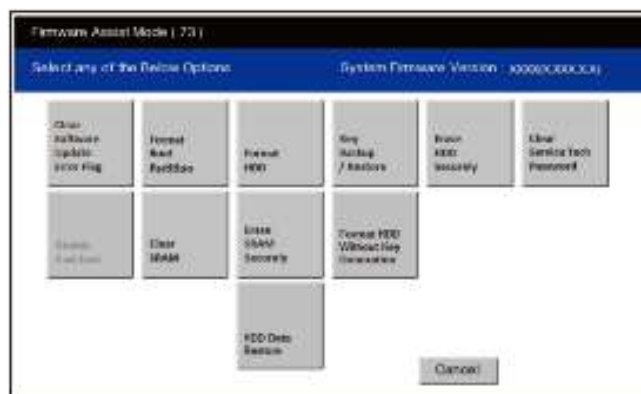 Firmware Assist Mode ( 73 )
Select any of the Below Options
System Firmware Version :
Clear
Software
Update
Error Flag
Format
Root
Partition
Format
HDD
Key
Backup
/ Restore
Erase
HDD
Securely
Clear
Service Tech
Password
Clear
SRAM
Erase
SRAM
Securely
Format HDD
Without Key
Generation
HDD Data
Restore
Cancel